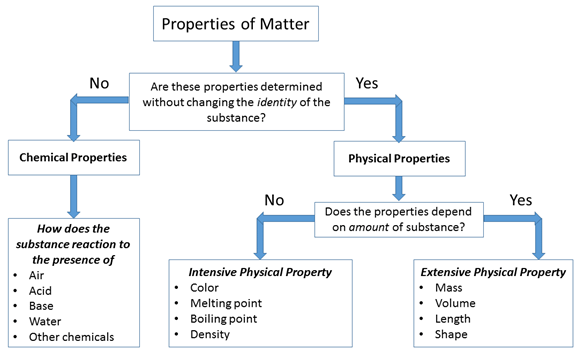 Properties of Matter
No
Are these properties determined
without changing the identity of the
substance?
Yes
Chemical Properties
Physical Properties
How does the
substance reaction to
the presence of
• Air
• Acid
• Base
• Water
• Other chemicals
No
Does the properties depend
on amount of substance?
Yes
Intensive Physical Property
• Color
• Melting point
• Boiling point
• Density
Extensive Physical Property
• Mass
• Volume
• Length
• Shape